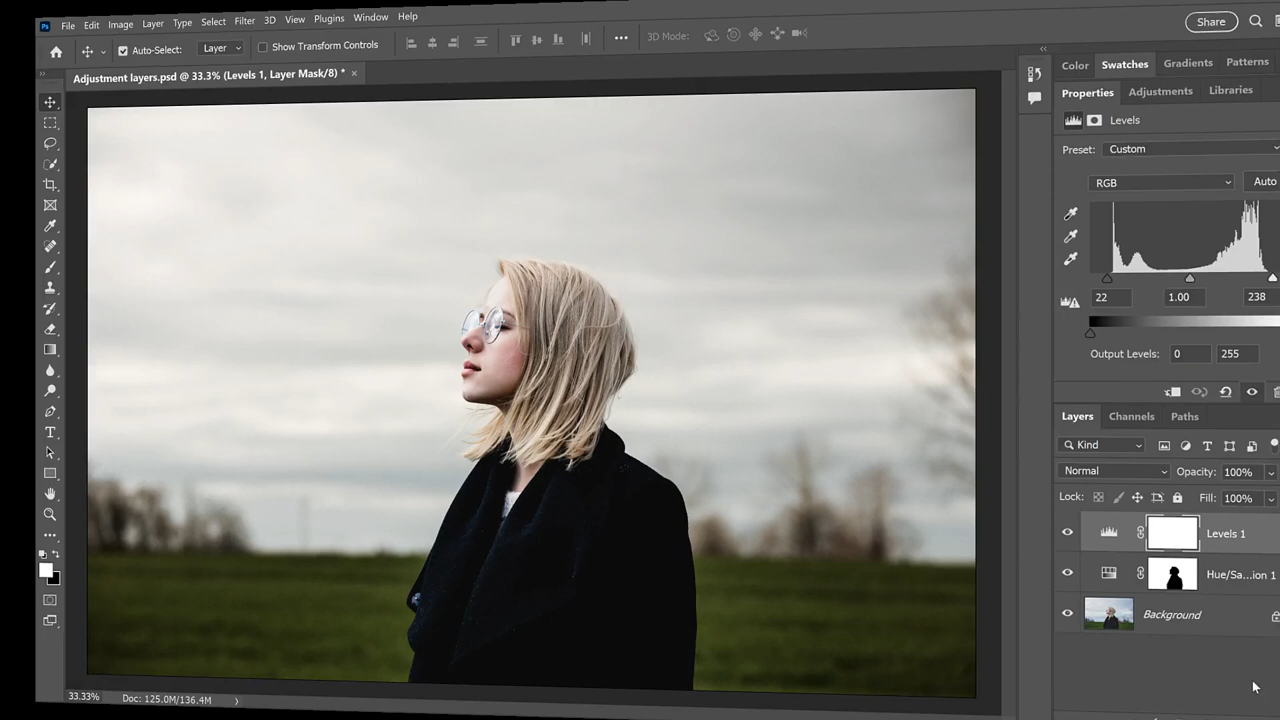 Ps File Edit Image Layer Type Select Filter 3D View Plugins Window Help
Share
Auto-Select: Layer Show Transform Controls 3D Mode:
Adjustment layers.psd @ 33.3% (Levels 1, Layer Mask/8) * ×
Color Swatches Gradients Patterns
Properties Adjustments Libraries
Levels
Preset: Custom
RGB Auto
22 1.00 238
Output Levels: 0 255
Layers Channels Paths
Kind
Normal Opacity: 100%
Lock: Fill: 100%
Levels 1
Hue/Sa...ion 1
Background
33.33% Doc: 125.0M/136.4M